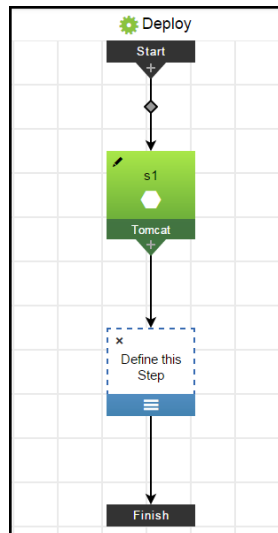 Deploy
Start
s1
Tomcat
Define this
Step
Finish